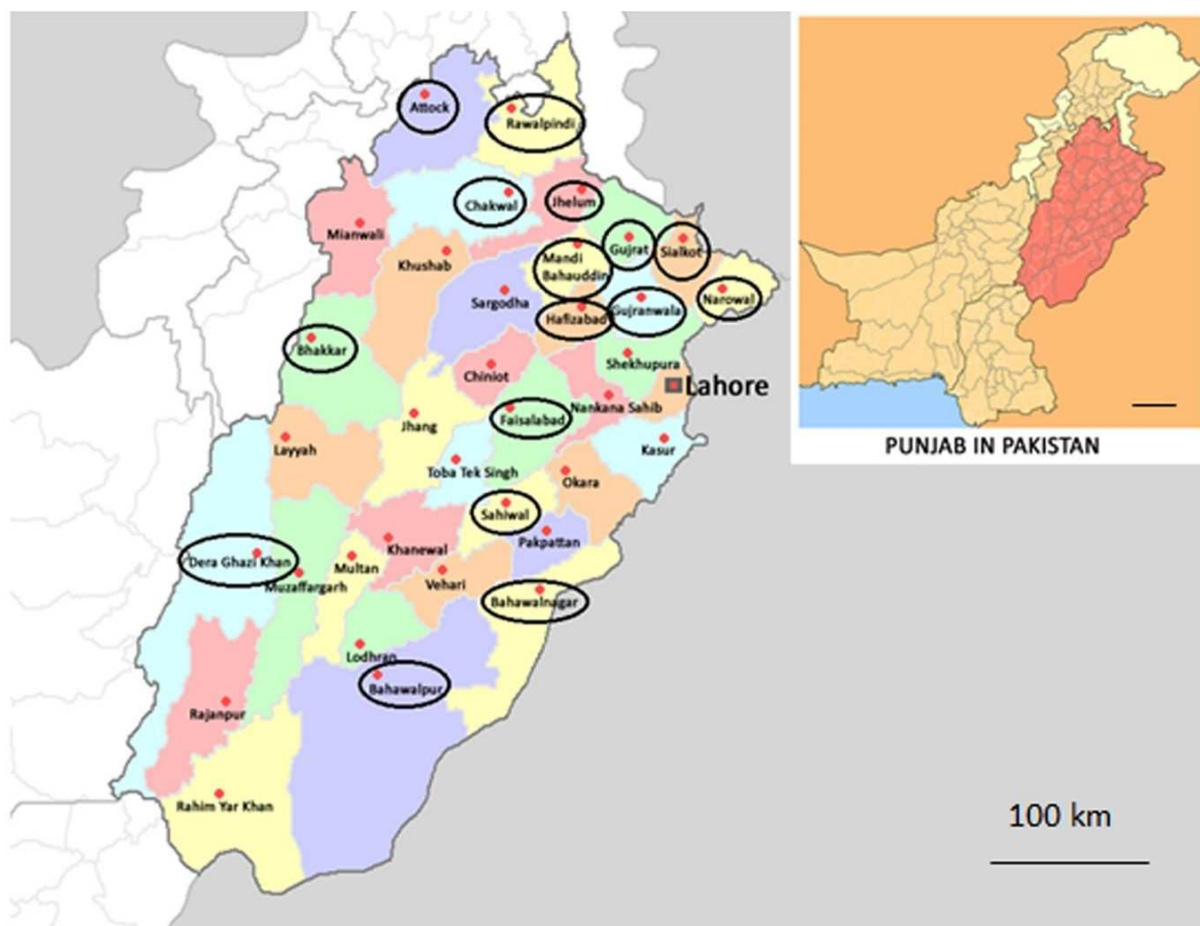 Attock
Rawalpindi
Chakwal
Jhelum
Mianwali
Khushab
Mandi
Bahauddin
Gujrat
Sialkot
Sargodha
Hafizabad
Gujranwala
Narowal
Bhakkar
Chiniot
Shekhupura
Lahore
Jhang
Faisalabad
Nankana Sahib
Layyah
Toba Tek Singh
Kasur
Okara
Sahiwal
Pakpattan
Dera Ghazi Khan
Muzaffargarh
Multan
Khanewal
Vehari
Bahawalnagar
Lodhran
Bahawalpur
Rajanpur
Rahim Yar Khan
PUNJAB IN PAKISTAN
100 km